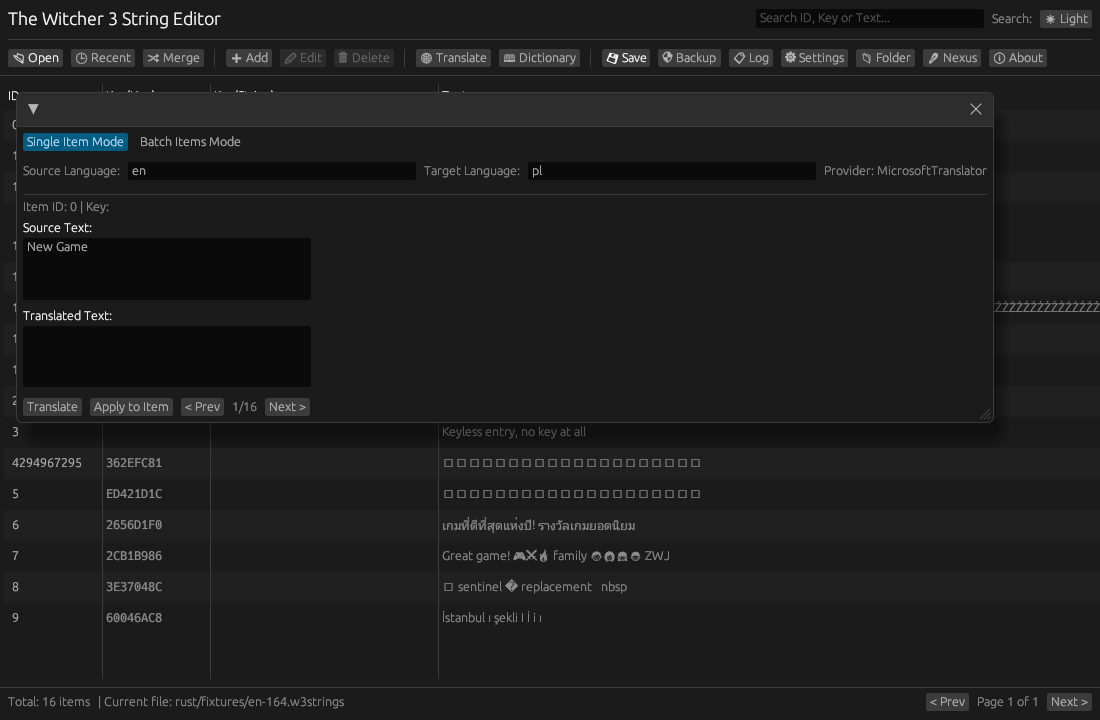 The Witcher 3 String Editor
Search ID, Key or Text...
Search:
Light
Open
Recent
Merge
Add
Edit
Delete
Translate
Dictionary
Save
Backup
Log
Settings
Folder
Nexus
About
Single Item Mode
Batch Items Mode
Source Language: en
Target Language: pl
Provider: MicrosoftTranslator
Item ID: 0 | Key:
Source Text:
New Game
Translated Text:
Translate
Apply to Item
< Prev
1/16
Next >
3 Keyless entry, no key at all
4294967295 362EFC81
5 ED421D1C
6 2656D1F0 เกมที่ดีที่สุดแห่งปี! รางวัลเกมยอดนิยม
7 2CB1B986 Great game! 🎮⚔🔥 family 👨👩👧👦 ZWJ
8 3E37048C □ sentinel � replacement nbsp
9 60046AC8 İstanbul ı şekli I İ i ı
Total: 16 items | Current file: rust/fixtures/en-164.w3strings
< Prev
Page 1 of 1
Next >